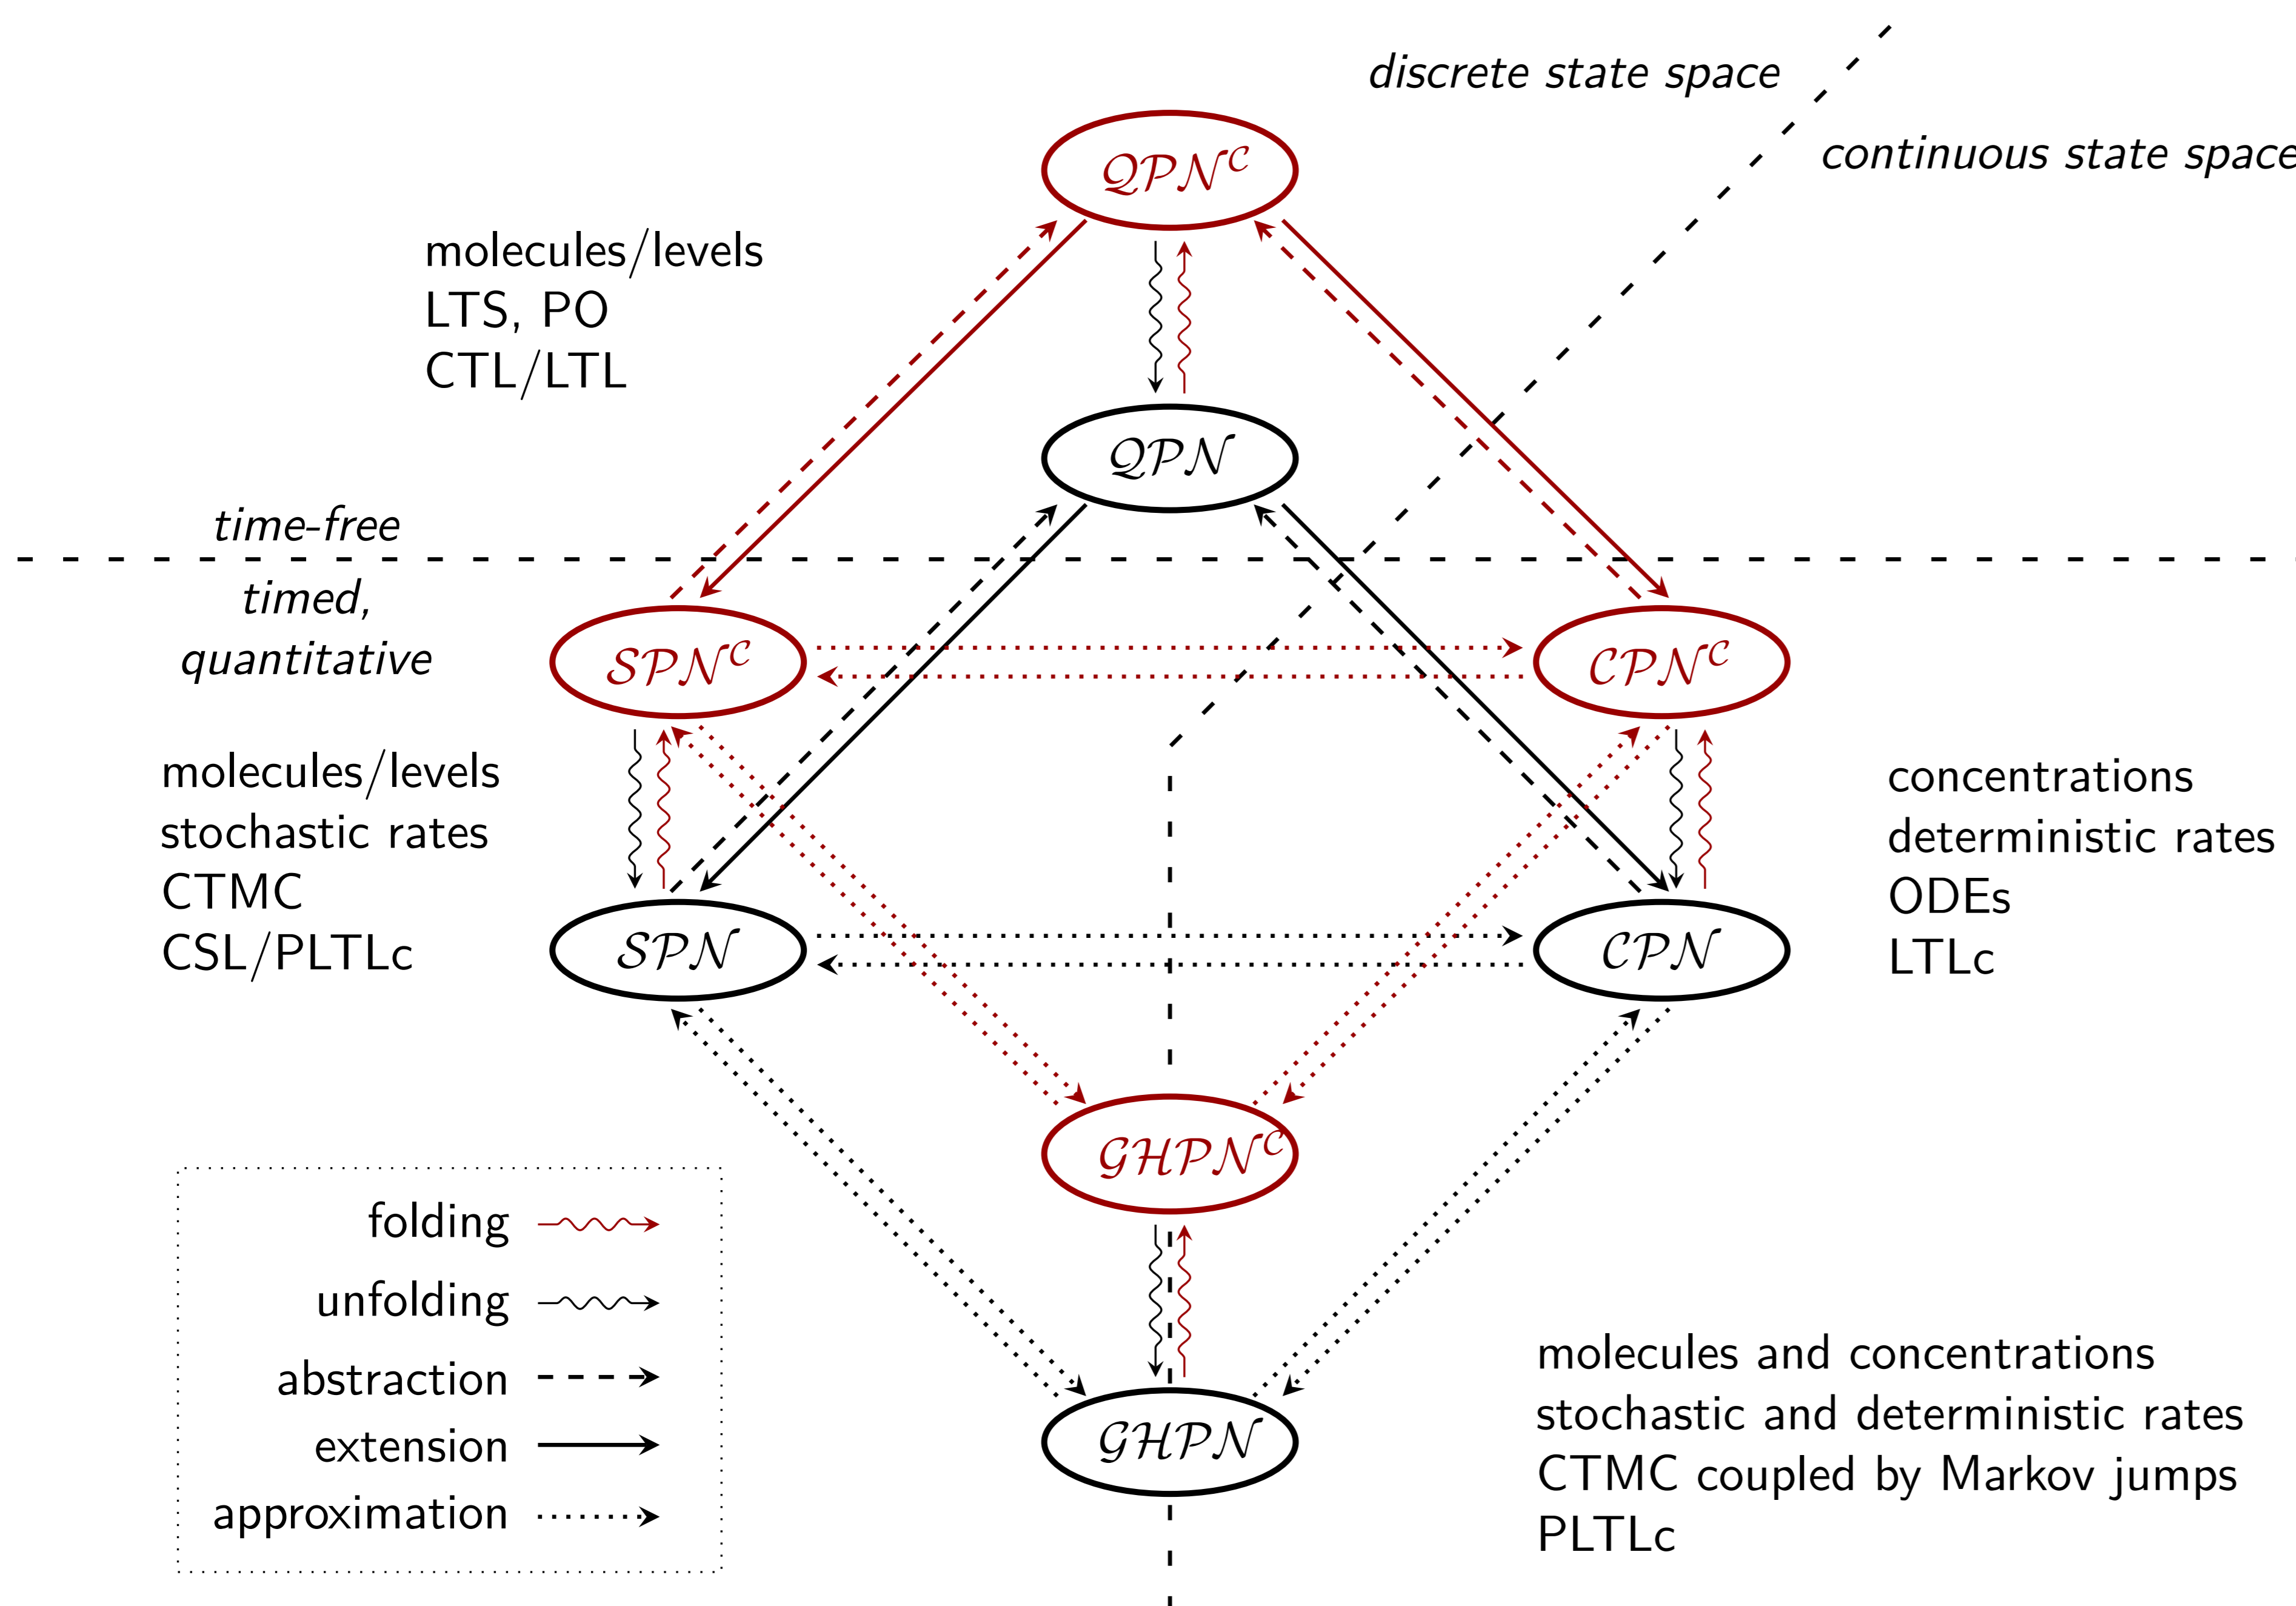 discrete state space
continuous state space
𝒬𝒫𝒩^𝒞
molecules/levels
LTS, PO
CTL/LTL
𝒬𝒫𝒩
time-free
timed,
quantitative
𝒮𝒫𝒩^𝒞
𝒞𝒫𝒩^𝒞
molecules/levels
stochastic rates
CTMC
CSL/PLTLc
concentrations
deterministic rates
ODEs
LTLc
𝒮𝒫𝒩
𝒞𝒫𝒩
𝒢ℋ𝒫𝒩^𝒞
folding
unfolding
abstraction
extension
approximation
𝒢ℋ𝒫𝒩
molecules and concentrations
stochastic and deterministic rates
CTMC coupled by Markov jumps
PLTLc